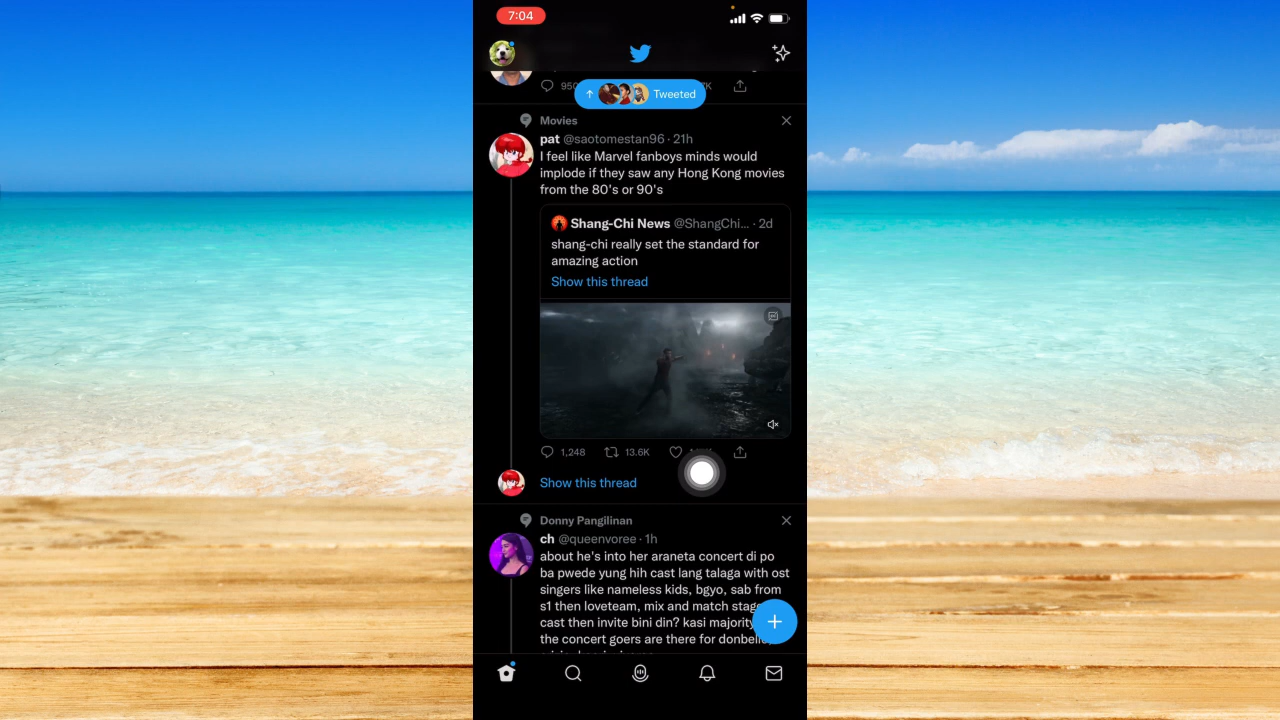 7:04
950
K
Tweeted
Movies
pat @saotomestan96 · 21h
I feel like Marvel fanboys minds would
implode if they saw any Hong Kong movies
from the 80's or 90's
Shang-Chi News @ShangChi... · 2d
shang-chi really set the standard for
amazing action
Show this thread
1,248
13.6K
Show this thread
Donny Pangilinan
ch @queenvoree · 1h
about he's into her araneta concert di po
ba pwede yung hih cast lang talaga with ost
singers like nameless kids, bgyo, sab from
s1 then loveteam, mix and match
cast then invite bini din? kasi majority
the concert goers are there for